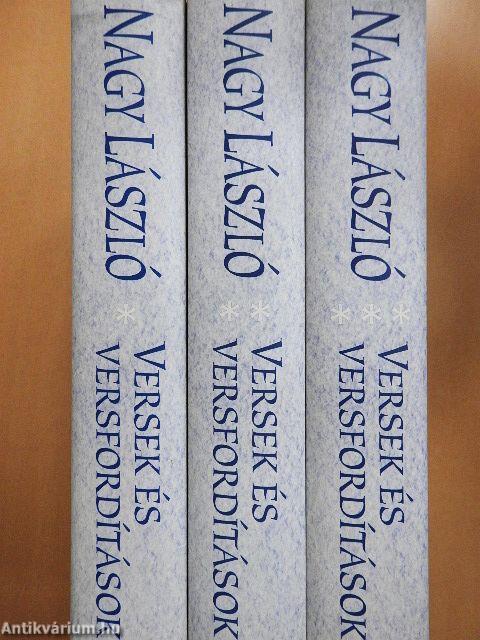 NAGY LÁSZLÓ
*
VERSEK ÉS
VERSFORDÍTÁSOK
NAGY LÁSZLÓ
* *
VERSEK ÉS
VERSFORDÍTÁSOK
NAGY LÁSZLÓ
* * *
VERSEK ÉS
VERSFORDÍTÁSOK
Antikvárium.hu